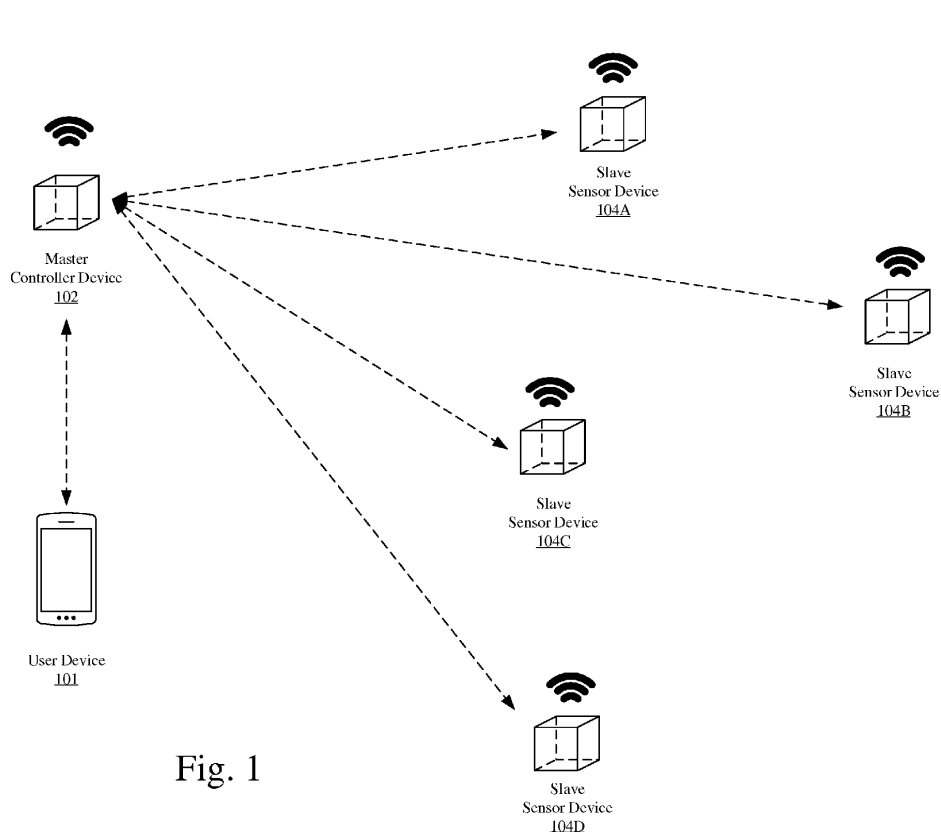 Slave
Sensor Device
104A
Master
Controller Device
102
Slave
Sensor Device
104B
Slave
Sensor Device
104C
User Device
101
Slave
Sensor Device
104D
Fig. 1